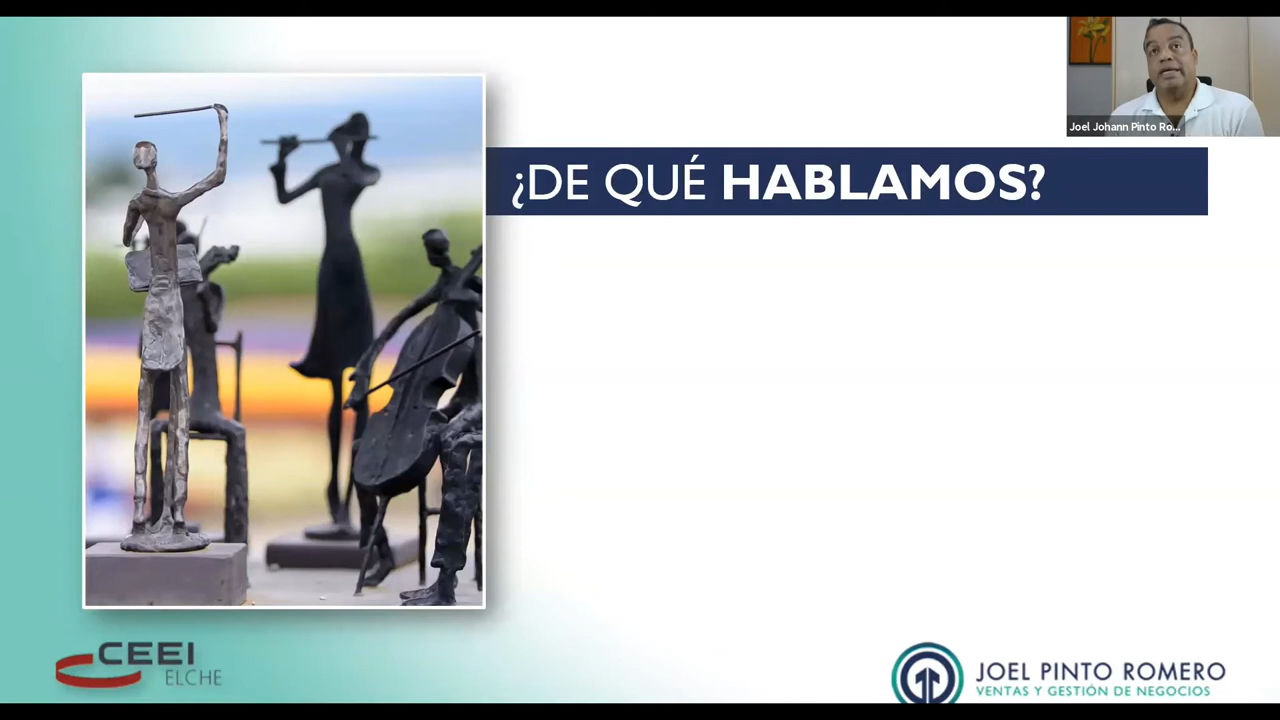 Joel Johann Pinto Ro...
¿DE QUÉ HABLAMOS?
CEEI
ELCHE
JOEL PINTO ROMERO
VENTAS Y GESTIÓN DE NEGOCIOS